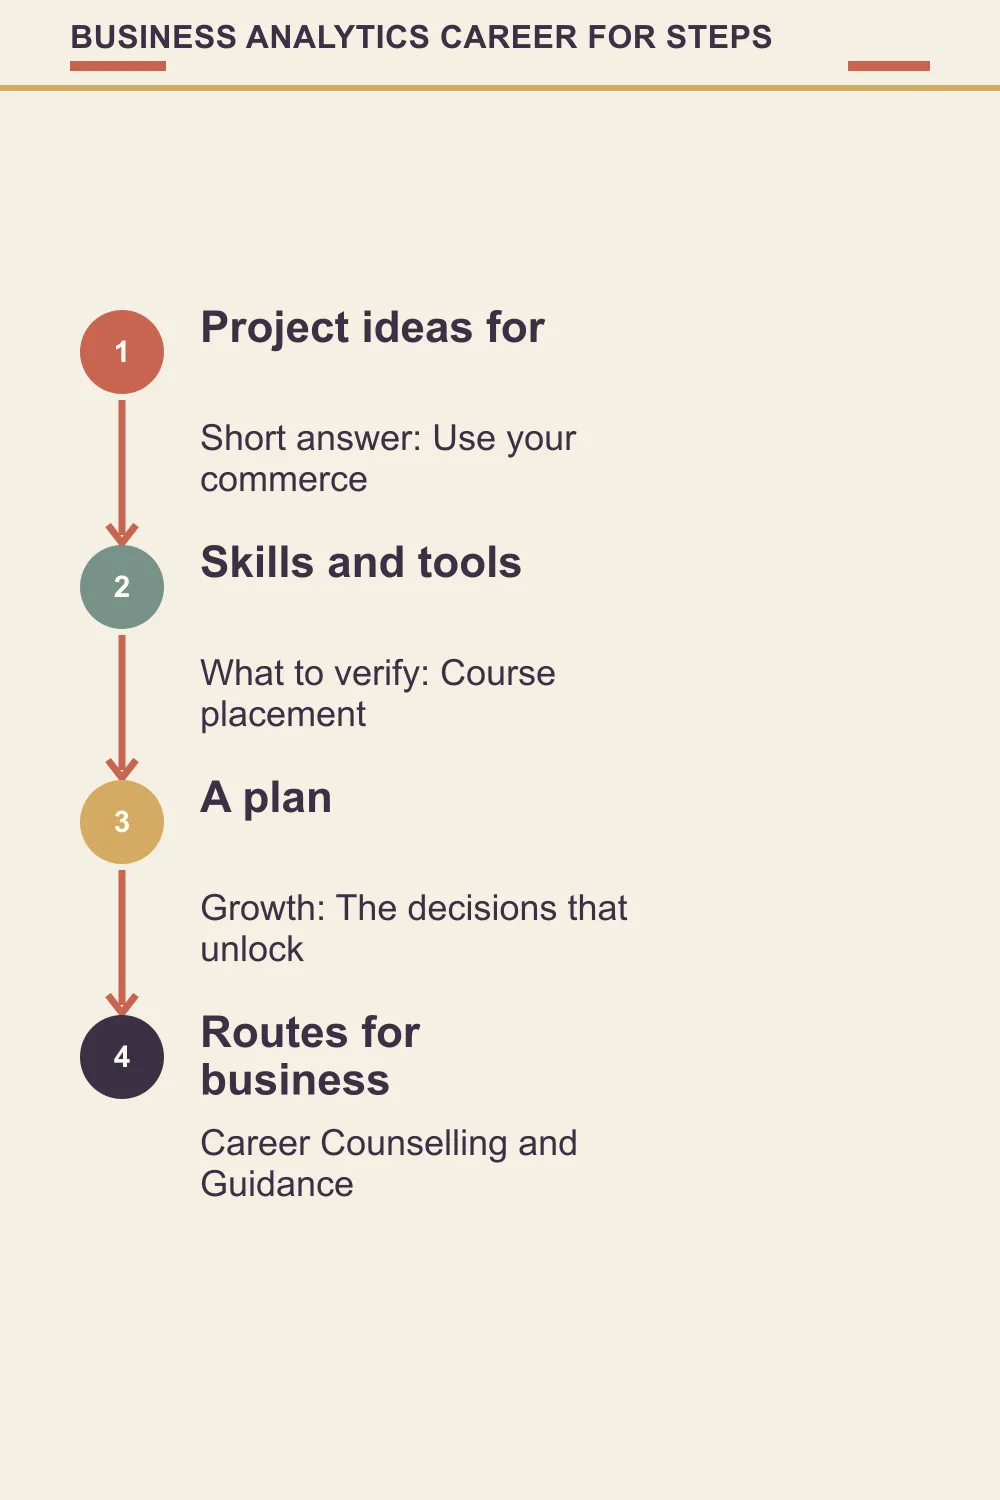 BUSINESS ANALYTICS CAREER FOR STEPS
1
Project ideas for
Short answer: Use your
commerce
2
Skills and tools
What to verify: Course
placement
3
A plan
Growth: The decisions that
unlock
4
Routes for
business
Career Counselling and
Guidance